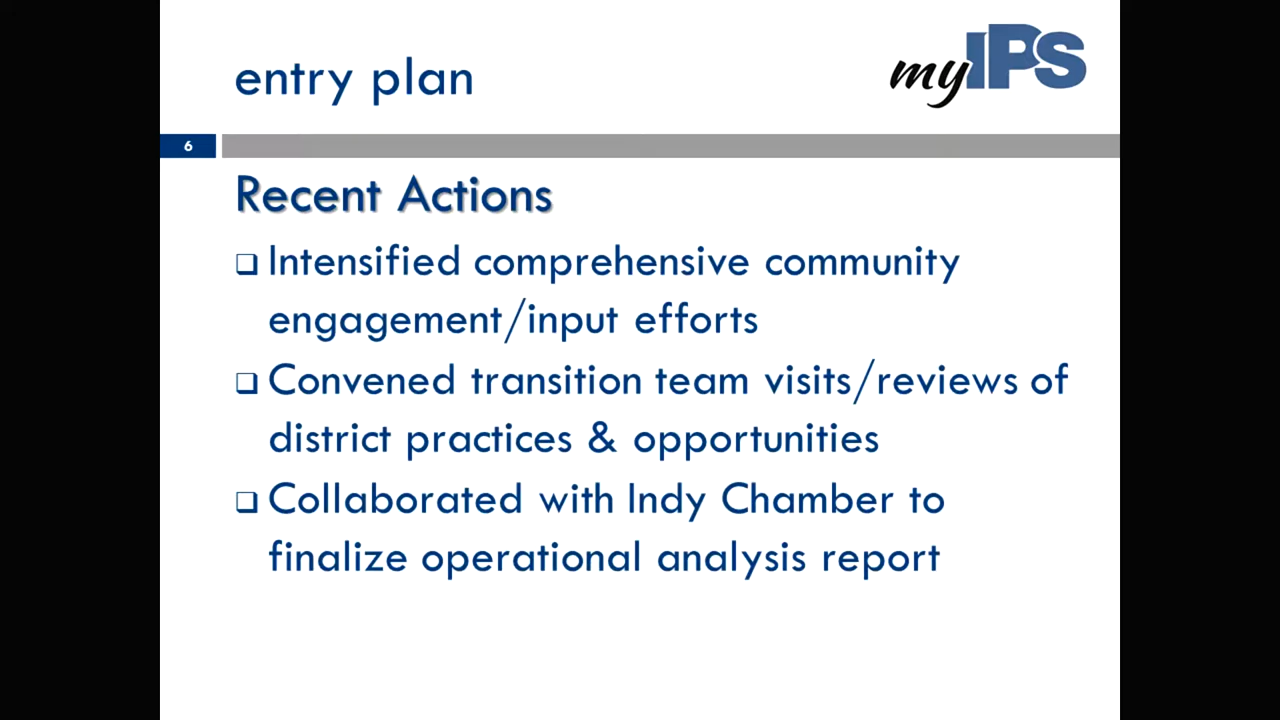 entry plan
myIPS
6
Recent Actions
❑ Intensified comprehensive community
engagement/input efforts
❑ Convened transition team visits/reviews of
district practices & opportunities
❑ Collaborated with Indy Chamber to
finalize operational analysis report